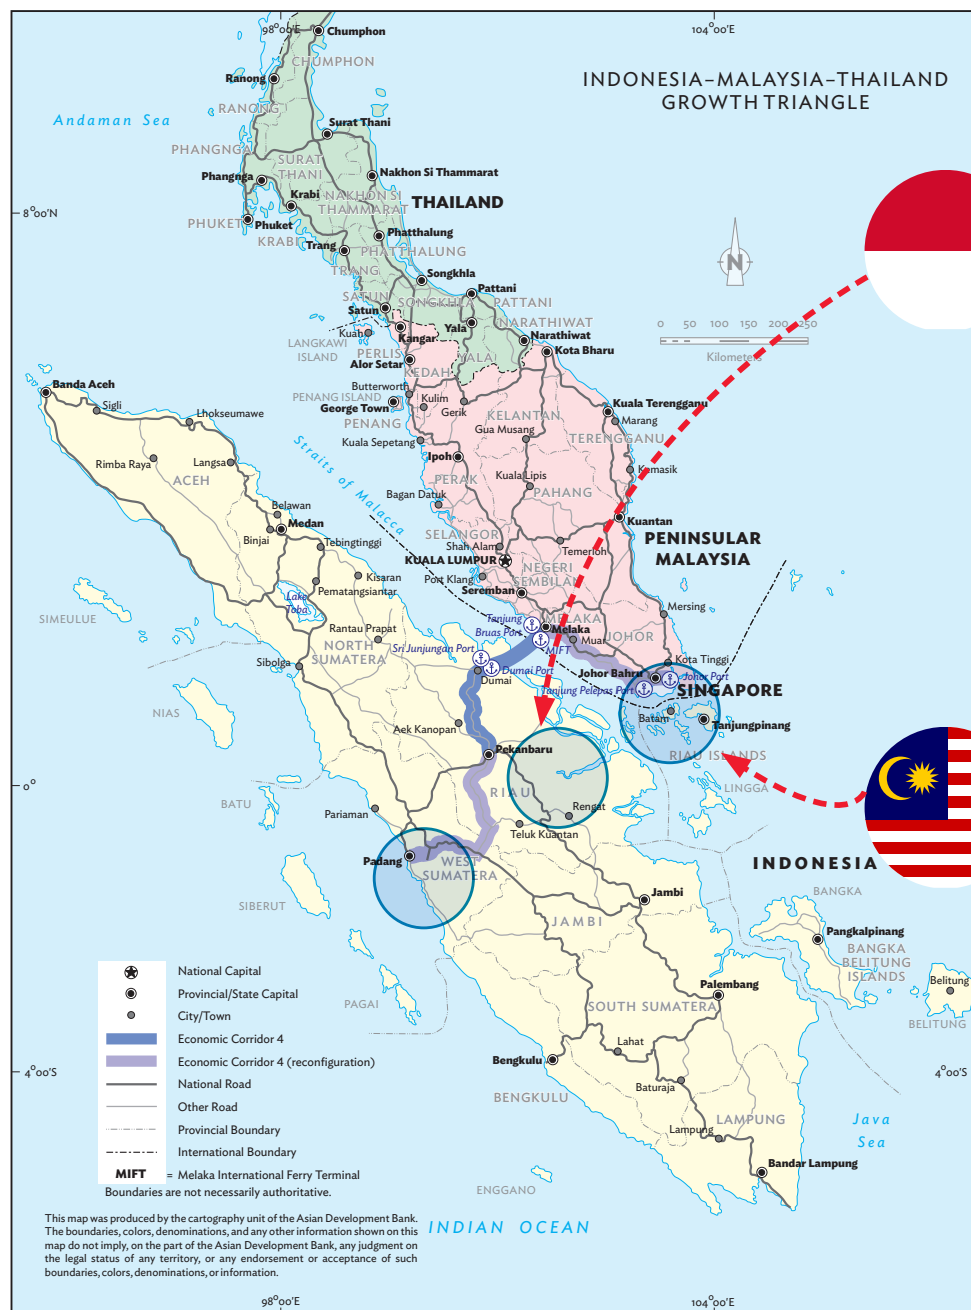 98°00'E
104°00'E
Chumphon
CHUMPHON
INDONESIA–MALAYSIA–THAILAND
GROWTH TRIANGLE
Ranong
RANONG
Andaman Sea
Surat Thani
PHANGNGA
SURAT
THANI
Phangnga
Nakhon Si Thammarat
Krabi
NAKHON SI
THAMMARAT
THAILAND
8°00'N
PHUKET
Phuket
KRABI
Phatthalung
Trang
PHATTHALUNG
TRANG
N
Songkhla
Pattani
SATUN
SONGKHLA
PATTANI
Satun
NARATHIWAT
0 50 100 150 200 250
Kilometers
Kuah
Kangar
Yala
Narathiwat
LANGKAWI
ISLAND
PERLIS
YALA
Kota Bharu
Alor Setar
KEDAH
Banda Aceh
Butterworth
PENANG ISLAND
Kulim
Sigli
George Town
Gerik
Kuala Terengganu
Lhokseumawe
PENANG
KELANTAN
Marang
Gua Musang
TERENGGANU
Kuala Sepetang
Straits of Malacca
Ipoh
Rimba Raya
Langsa
Kemasik
ACEH
PERAK
Kuala Lipis
Bagan Datuk
PAHANG
Belawan
Medan
Kuantan
Binjai
SELANGOR
PENINSULAR
MALAYSIA
Tebingtinggi
Shah Alam
Temerloh
KUALA LUMPUR
NEGERI
SEMBILAN
Kisaran
Port Klang
Pematangsiantar
Seremban
Lake
Toba
SIMEULUE
Mersing
Tanjung
Bruas Port
MELAKA
Melaka
Rantau Prapat
Muar
JOHOR
NORTH
SUMATERA
Sri Junjungan Port
MIFT
Sibolga
Dumai Port
Kota Tinggi
Dumai
Johor Bahru
Johor Port
Tanjung Pelepas Port
SINGAPORE
NIAS
Batam
Tanjungpinang
Aek Kanopan
Pekanbaru
RIAU ISLANDS
0°
RIAU
LINGGA
BATU
Pariaman
Rengat
Teluk Kuantan
Padang
WEST
SUMATERA
INDONESIA
Jambi
BANGKA
SIBERUT
JAMBI
Pangkalpinang
BANGKA
BELITUNG
ISLANDS
National Capital
Belitung
Provincial/State Capital
Palembang
PAGAI
SOUTH SUMATERA
City/Town
BELITUNG
Economic Corridor 4
Lahat
Economic Corridor 4 (reconfiguration)
Bengkulu
4°00'S
4°00'S
National Road
Baturaja
BENGKULU
Other Road
LAMPUNG
Java
Sea
Provincial Boundary
Lampung
International Boundary
MIFT = Melaka International Ferry Terminal
Bandar Lampung
Boundaries are not necessarily authoritative.
ENGGANO
This map was produced by the cartography unit of the Asian Development Bank.
The boundaries, colors, denominations, and any other information shown on this
map do not imply, on the part of the Asian Development Bank, any judgment on
the legal status of any territory, or any endorsement or acceptance of such
boundaries, colors, denominations, or information.
INDIAN OCEAN
98°00'E
104°00'E